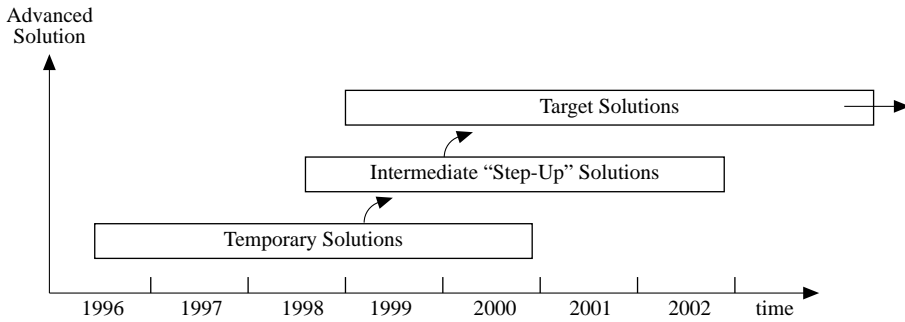 Advanced
Solution
Target Solutions
Intermediate “Step-Up” Solutions
Temporary Solutions
1996 1997 1998 1999 2000 2001 2002 time